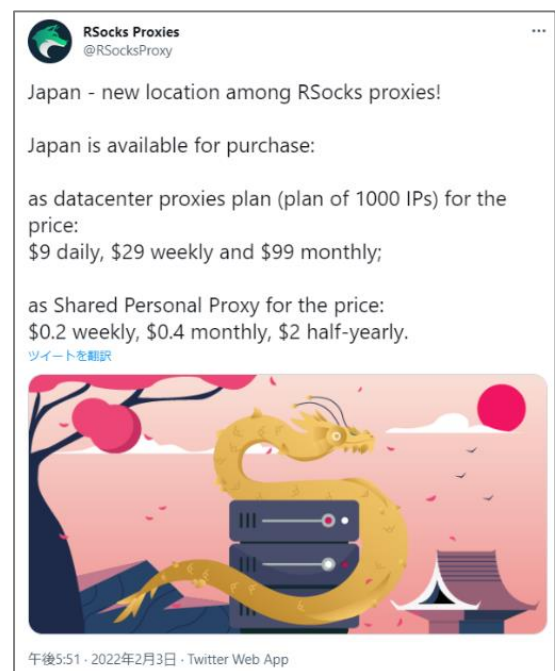 RSocks Proxies
@RSocksProxy
Japan - new location among RSocks proxies!
Japan is available for purchase:
as datacenter proxies plan (plan of 1000 IPs) for the
price:
$9 daily, $29 weekly and $99 monthly;
as Shared Personal Proxy for the price:
$0.2 weekly, $0.4 monthly, $2 half-yearly.
ツイートを翻訳
午後5:51 · 2022年2月3日 · Twitter Web App